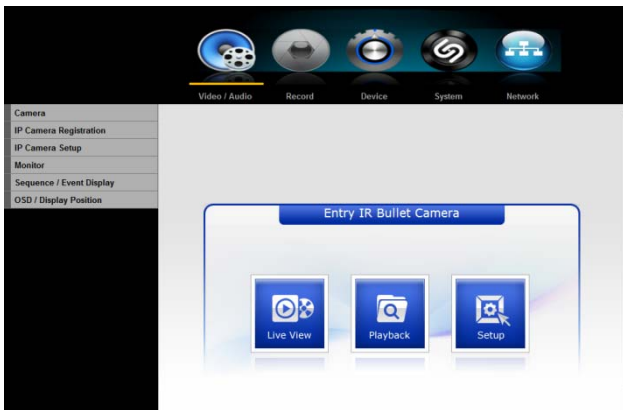 Video / Audio Record Device System Network
Camera
IP Camera Registration
IP Camera Setup
Monitor
Sequence / Event Display
OSD / Display Position
Entry IR Bullet Camera
Live View Playback Setup